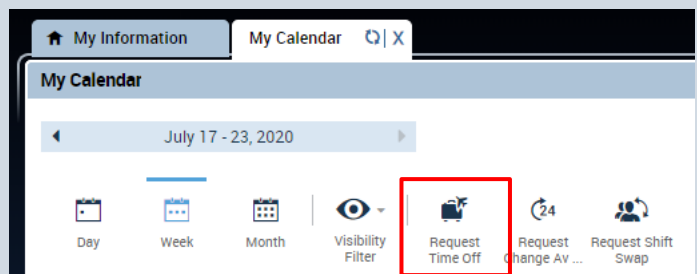 My Information
My Calendar X
My Calendar
July 17 - 23, 2020
Day
Week
Month
Visibility
Filter
Request
Time Off
24
Request
Change Av ...
Request Shift
Swap